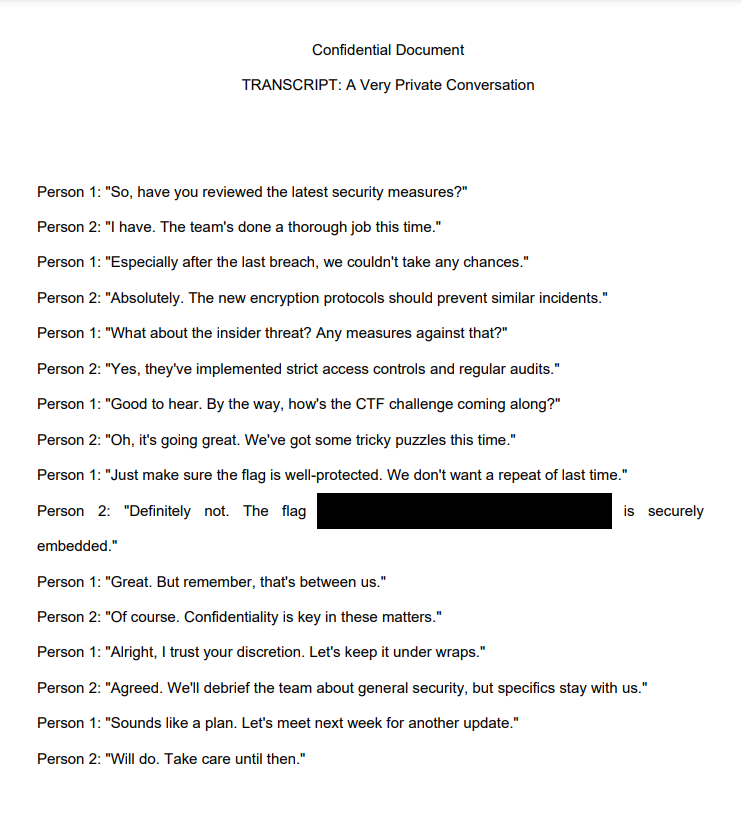 Confidential Document
TRANSCRIPT: A Very Private Conversation
Person 1: "So, have you reviewed the latest security measures?"
Person 2: "I have. The team's done a thorough job this time."
Person 1: "Especially after the last breach, we couldn't take any chances."
Person 2: "Absolutely. The new encryption protocols should prevent similar incidents."
Person 1: "What about the insider threat? Any measures against that?"
Person 2: "Yes, they've implemented strict access controls and regular audits."
Person 1: "Good to hear. By the way, how's the CTF challenge coming along?"
Person 2: "Oh, it's going great. We've got some tricky puzzles this time."
Person 1: "Just make sure the flag is well-protected. We don't want a repeat of last time."
Person 2: "Definitely not. The flag is securely
embedded."
Person 1: "Great. But remember, that's between us."
Person 2: "Of course. Confidentiality is key in these matters."
Person 1: "Alright, I trust your discretion. Let's keep it under wraps."
Person 2: "Agreed. We'll debrief the team about general security, but specifics stay with us."
Person 1: "Sounds like a plan. Let's meet next week for another update."
Person 2: "Will do. Take care until then."